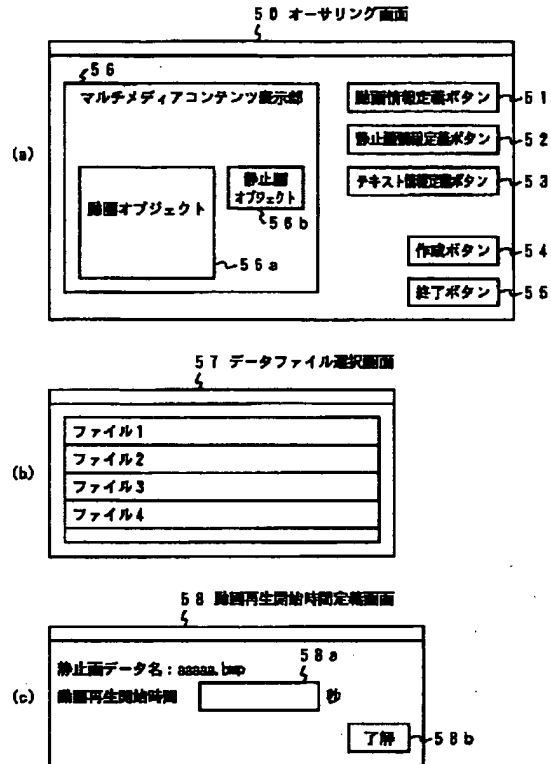 50 オーサリング画面
56
マルチメディアコンテンツ表示部
動画情報定義ボタン 51
(a)
静止画情報定義ボタン 52
静止画
オブジェクト
テキスト情報定義ボタン 53
動画オブジェクト
56b
作成ボタン 54
56a
終了ボタン 55
57 データファイル選択画面
ファイル1
ファイル2
(b)
ファイル3
ファイル4
58 動画再生開始時間定義画面
58a
静止画データ名:aaaaa.bmp
(c)
動画再生開始時間 秒
了解 58b